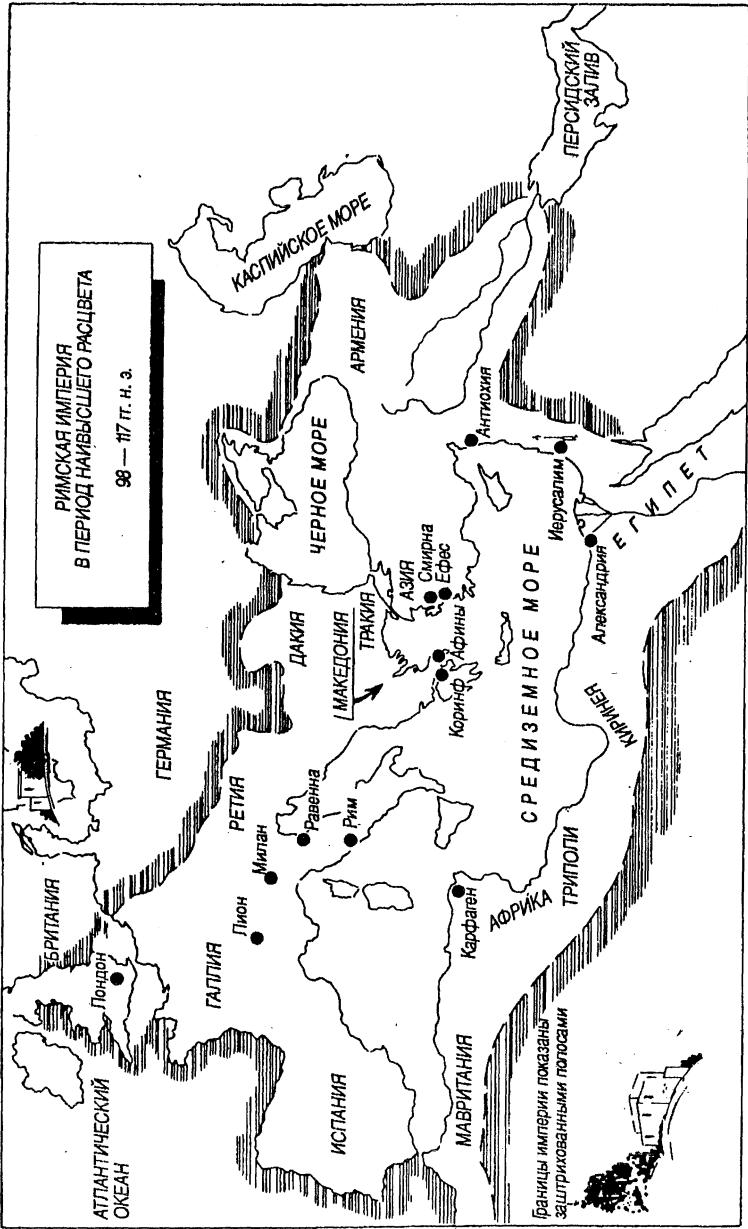 РИМСКАЯ ИМПЕРИЯ
В ПЕРИОД НАИВЫСШЕГО РАСЦВЕТА
98 — 117 гг. н. э.
АТЛАНТИЧЕСКИЙ
ОКЕАН
БРИТАНИЯ
Лондон
ГЕРМАНИЯ
ГАЛЛИЯ
РЕТИЯ
Лион
Милан
Равенна
Рим
ИСПАНИЯ
ДАКИЯ
МАКЕДОНИЯ
ТРАКИЯ
ЧЕРНОЕ МОРЕ
КАСПИЙСКОЕ МОРЕ
АРМЕНИЯ
АЗИЯ
Смирна
Ефес
Афины
Коринф
Антиохия
Иерусалим
Александрия
ЕГИПЕТ
ПЕРСИДСКИЙ
ЗАЛИВ
СРЕДИЗЕМНОЕ МОРЕ
КИРИНЕЯ
ТРИПОЛИ
АФРИКА
Карфаген
МАВРИТАНИЯ
Границы империи показаны
заштрихованными полосами